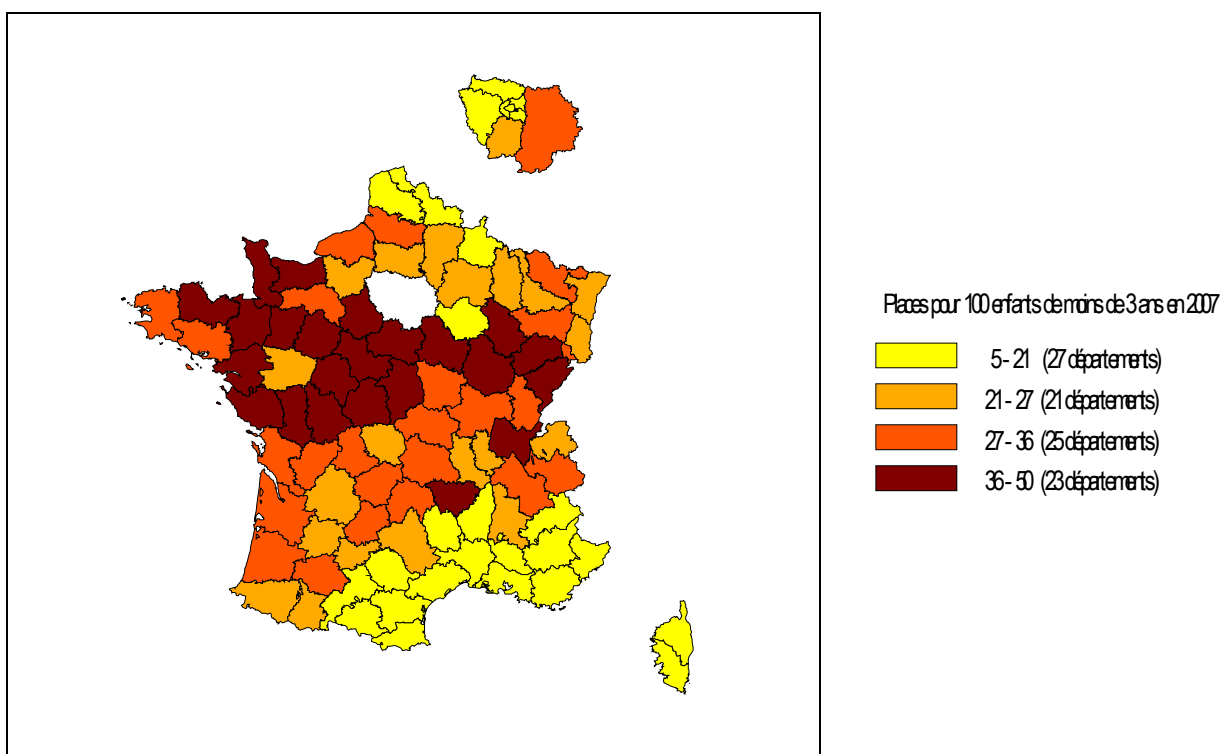 Places pour 100 enfants de moins de 3 ans en 2007
5 - 21 (27 départements)
21 - 27 (21 départements)
27 - 36 (25 départements)
36 - 50 (23 départements)